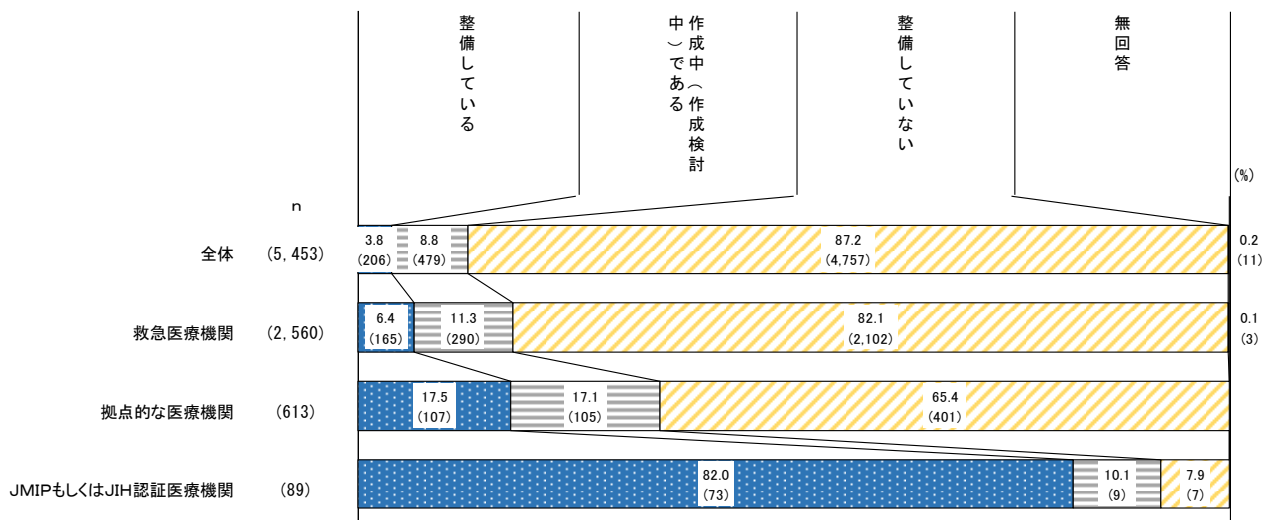 整備している
作成中（作成検討
中）である
整備していない
無回答
(%)
n
全体 (5,453) 3.8 8.8 87.2 0.2
(206) (479) (4,757) (11)
救急医療機関 (2,560) 6.4 11.3 82.1 0.1
(165) (290) (2,102) (3)
拠点的な医療機関 (613) 17.5 17.1 65.4
(107) (105) (401)
JMIPもしくはJIH認証医療機関 (89) 82.0 10.1 7.9
(73) (9) (7)